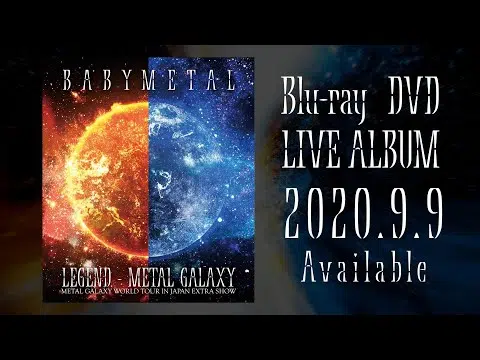 BABYMETAL
LEGEND - METAL GALAXY
METAL GALAXY WORLD TOUR IN JAPAN EXTRA SHOW
Blu-ray DVD
LIVE ALBUM
2020.9.9
Available